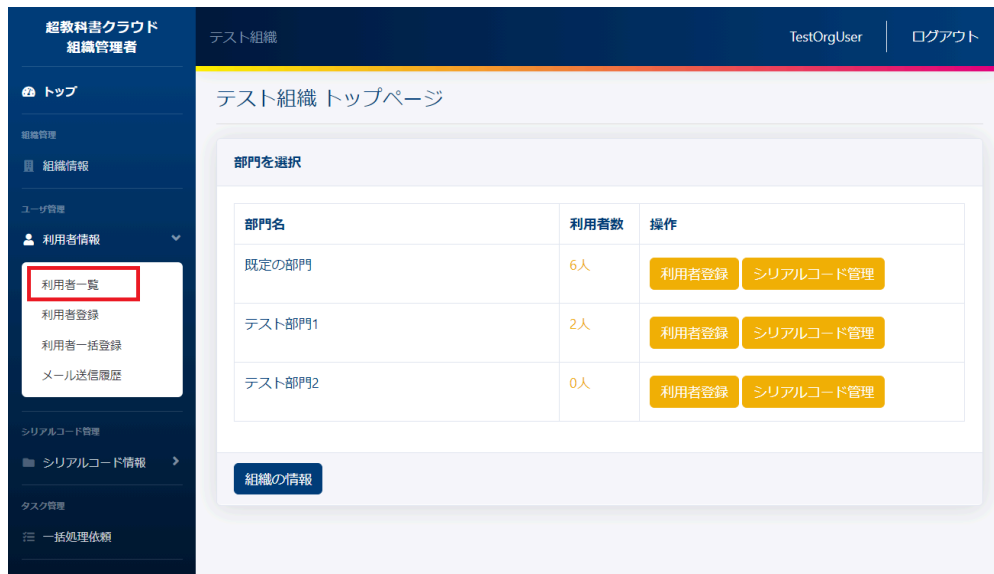 超教科書クラウド
組織管理者
テスト組織
TestOrgUser
ログアウト
トップ
組織管理
組織情報
ユーザ管理
利用者情報
利用者一覧
利用者登録
利用者一括登録
メール送信履歴
シリアルコード管理
シリアルコード情報
タスク管理
一括処理依頼
テスト組織 トップページ
部門を選択
部門名 利用者数 操作
既定の部門 6人 利用者登録 シリアルコード管理
テスト部門1 2人 利用者登録 シリアルコード管理
テスト部門2 0人 利用者登録 シリアルコード管理
組織の情報